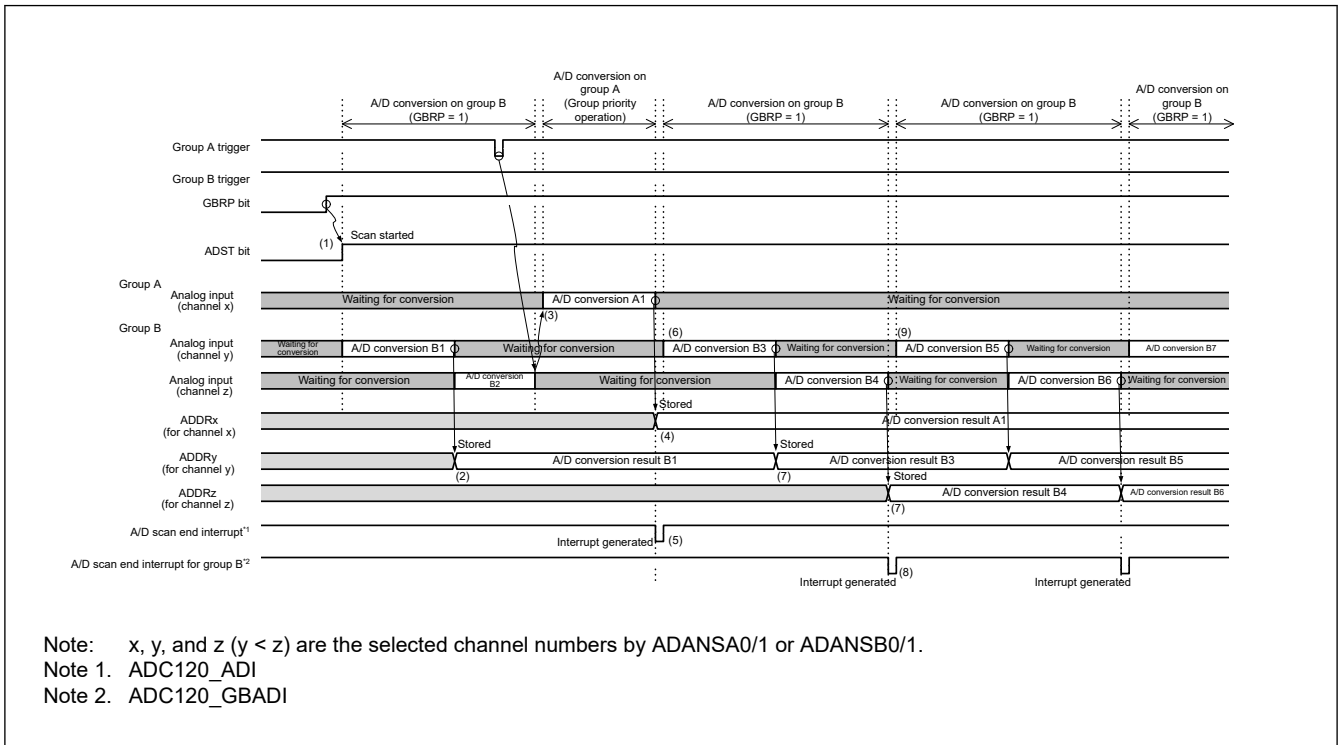 A/D conversion on group B
(GBRP = 1)
A/D conversion on
group A
(Group priority
operation)
A/D conversion on group B
(GBRP = 1)
A/D conversion on group B
(GBRP = 1)
A/D conversion on
group B
(GBRP = 1)
Group A trigger
Group B trigger
GBRP bit
(1)
Scan started
ADST bit
Group A
Analog input
(channel x)
Waiting for conversion
A/D conversion A1
Waiting for conversion
(3)
Group B
(6)
(9)
Analog input
(channel y)
Waiting for
conversion
A/D conversion B1
Waiting for conversion
A/D conversion B3
Waiting for conversion
A/D conversion B5
Waiting for conversion
A/D conversion B7
Analog input
(channel z)
Waiting for conversion
A/D conversion
B2
Waiting for conversion
A/D conversion B4
Waiting for conversion
A/D conversion B6
Waiting for conversion
Stored
ADDRx
(for channel x)
A/D conversion result A1
(4)
Stored
Stored
ADDRy
(for channel y)
A/D conversion result B1
A/D conversion result B3
A/D conversion result B5
(2)
(7)
Stored
ADDRz
(for channel z)
A/D conversion result B4
A/D conversion result B6
(7)
A/D scan end interrupt*1
Interrupt generated
(5)
A/D scan end interrupt for group B*2
(8)
Interrupt generated
Interrupt generated
Note: x, y, and z (y < z) are the selected channel numbers by ADANSA0/1 or ADANSB0/1.
Note 1. ADC120_ADI
Note 2. ADC120_GBADI